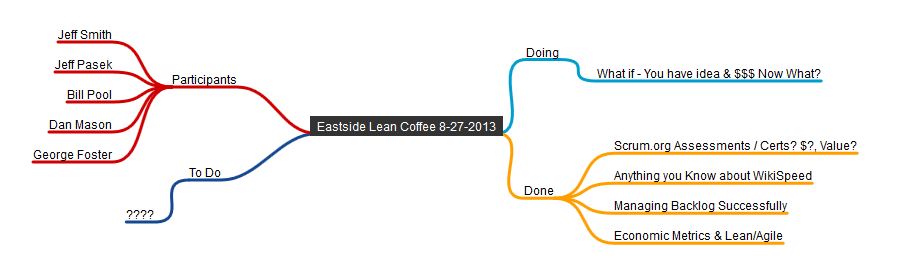 Jeff Smith
Jeff Pasek
Bill Pool
Dan Mason
George Foster
Participants
To Do
????
Eastside Lean Coffee 8-27-2013
Doing
What if - You have idea & $$$ Now What?
Done
Scrum.org Assessments / Certs? $?, Value?
Anything you Know about WikiSpeed
Managing Backlog Successfully
Economic Metrics & Lean/Agile